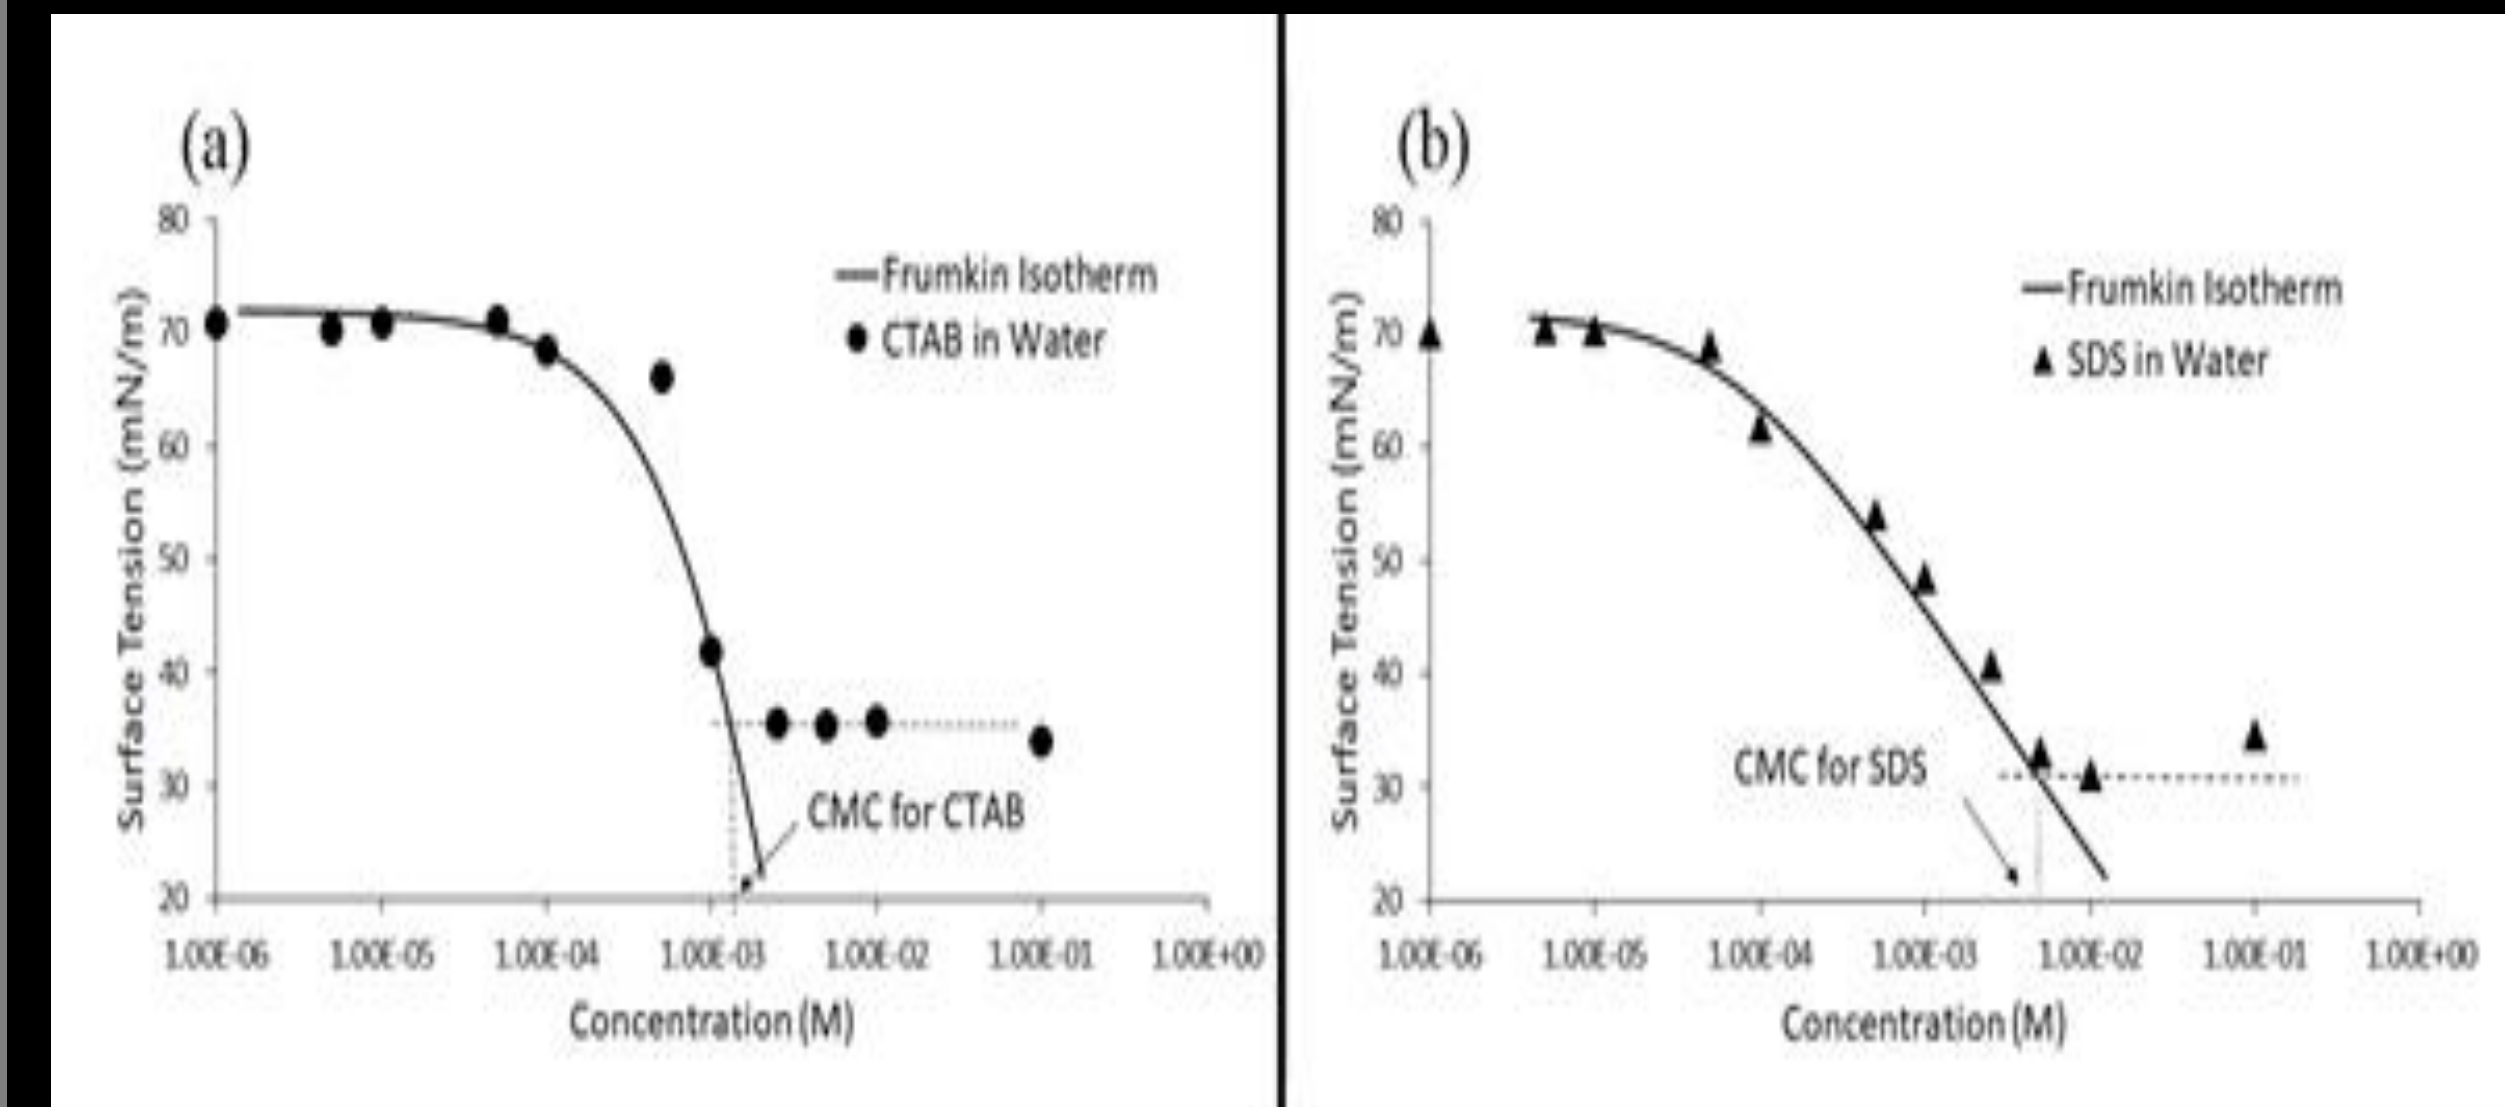 (a)
80
70
60
50
40
30
20
Surface Tension (mN/m)
Frumkin Isotherm
CTAB in Water
CMC for CTAB
1.00E-06 1.00E-05 1.00E-04 1.00E-03 1.00E-02 1.00E-01 1.00E+00
Concentration (M)
(b)
80
70
60
50
40
30
20
Surface Tension (mN/m)
Frumkin Isotherm
SDS in Water
CMC for SDS
1.00E-06 1.00E-05 1.00E-04 1.00E-03 1.00E-02 1.00E-01 1.00E+00
Concentration (M)